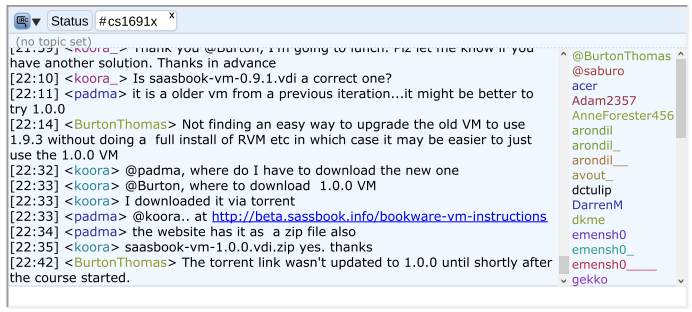 Status #cs1691x x
(no topic set)
[21:59] <koora_> Thank you @Burton, I'm going to lunch. Plz let me know if you
have another solution. Thanks in advance
[22:10] <koora_> Is saasbook-vm-0.9.1.vdi a correct one?
[22:11] <padma> it is a older vm from a previous iteration...it might be better to
try 1.0.0
[22:14] <BurtonThomas> Not finding an easy way to upgrade the old VM to use
1.9.3 without doing a full install of RVM etc in which case it may be easier to just
use the 1.0.0 VM
[22:32] <koora> @padma, where do I have to download the new one
[22:33] <koora> @Burton, where to download 1.0.0 VM
[22:33] <koora> I downloaded it via torrent
[22:33] <padma> @koora.. at http://beta.sassbook.info/bookware-vm-instructions
[22:34] <padma> the website has it as a zip file also
[22:35] <koora> saasbook-vm-1.0.0.vdi.zip yes. thanks
[22:42] <BurtonThomas> The torrent link wasn't updated to 1.0.0 until shortly after
the course started.
@BurtonThomas
@saburo
acer
Adam2357
AnneForester456
arondil
arondil_
arondil__
avout_
dctulip
DarrenM
dkme
emensh0
emensh0_
emensh0____
gekko